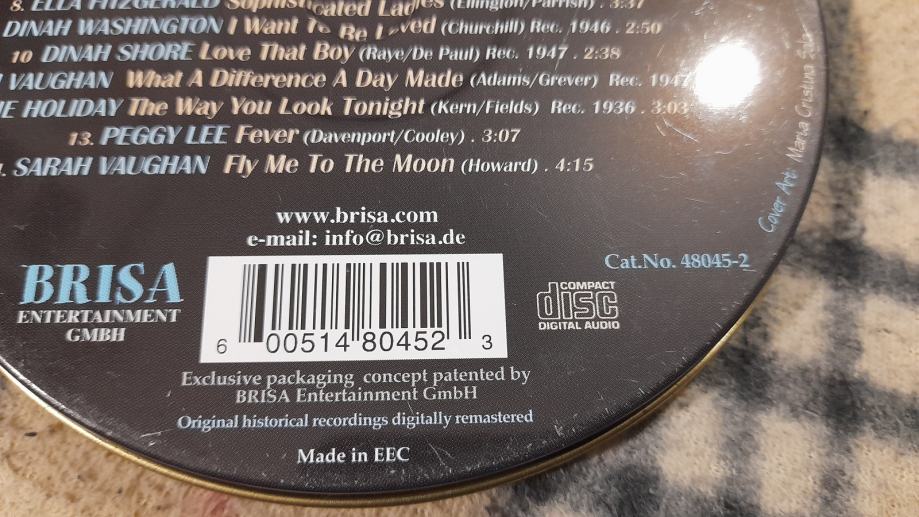 8. ELLA FITZGERALD Sophisticated Ladies (Ellington/Parrish) . 3:37
DINAH WASHINGTON I Want To Be Loved (Churchill) Rec. 1946 . 2:50
10 DINAH SHORE Love That Boy (Raye/De Paul) Rec. 1947 . 2:38
VAUGHAN What A Difference A Day Made (Adams/Grever) Rec. 1947
HOLIDAY The Way You Look Tonight (Kern/Fields) Rec. 1936 . 3:03
13. PEGGY LEE Fever (Davenport/Cooley) . 3:07
SARAH VAUGHAN Fly Me To The Moon (Howard) . 4:15
Cover Art: Maria Cristina
www.brisa.com
e-mail: info@brisa.de
Cat.No. 48045-2
BRISA
ENTERTAINMENT
GMBH
6 00514 80452 3
COMPACT
disc
DIGITAL AUDIO
Exclusive packaging concept patented by
BRISA Entertainment GmbH
Original historical recordings digitally remastered
Made in EEC